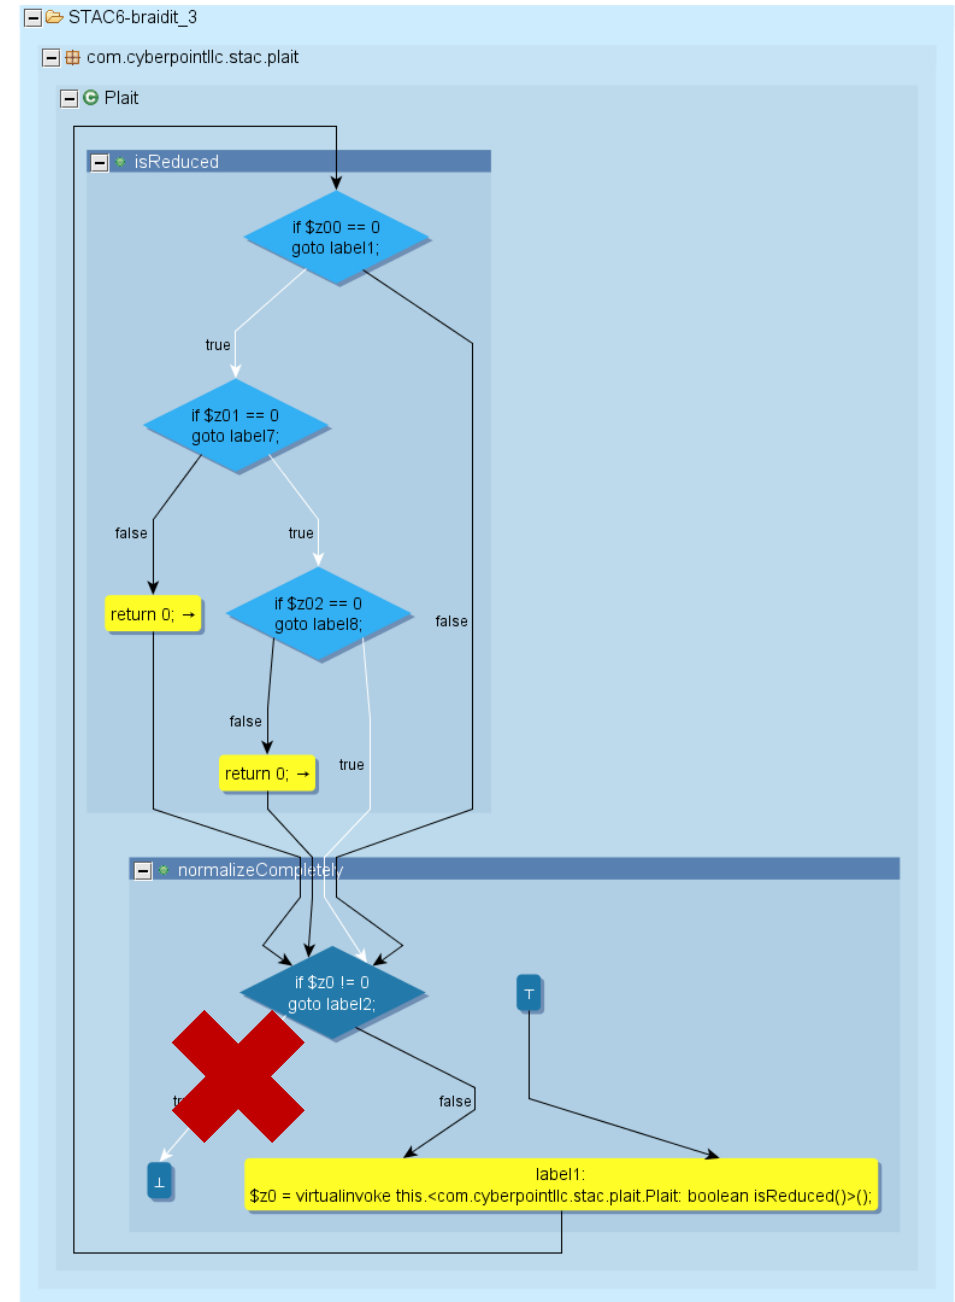 STAC6-braidit_3
com.cyberpointllc.stac.plait
Plait
isReduced
if $z00 == 0
goto label1;
true
if $z01 == 0
goto label7;
false
true
return 0; →
if $z02 == 0
goto label8;
false
false
return 0; →
true
normalizeCompletely
if $z0 != 0
goto label2;
⊤
false
⊥
label1:
$z0 = virtualinvoke this.<com.cyberpointllc.stac.plait.Plait: boolean isReduced()>();